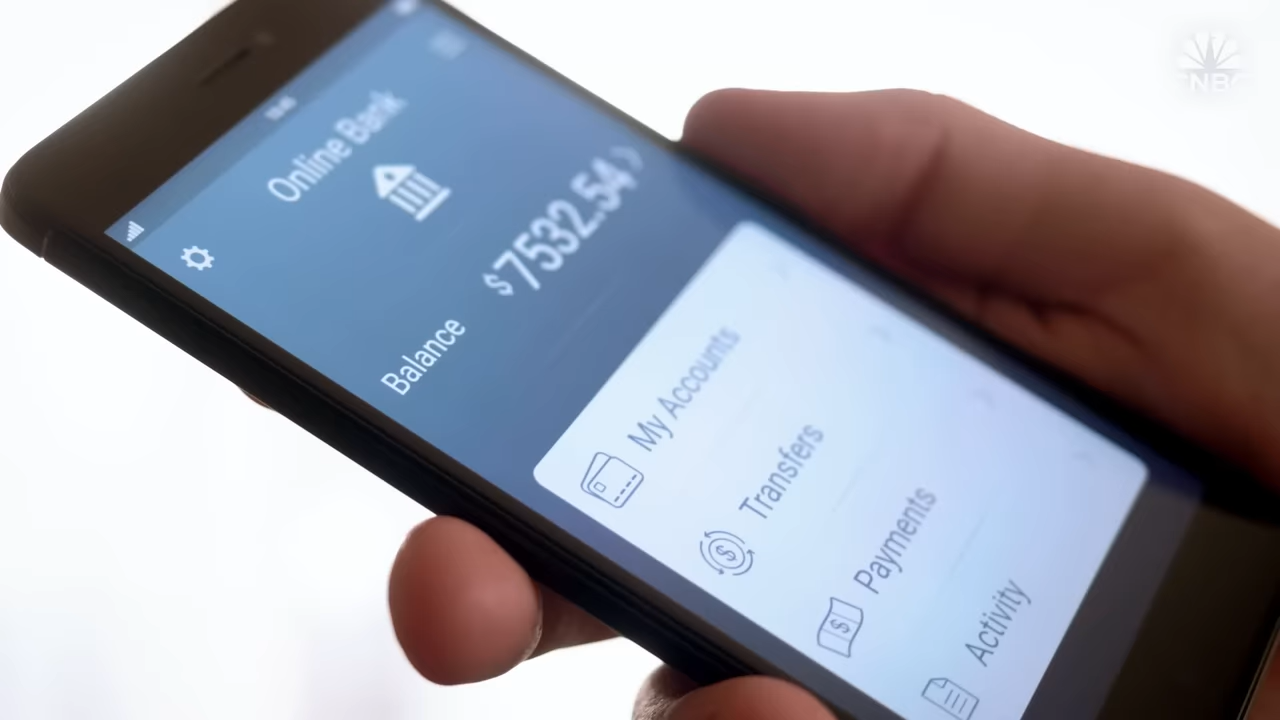 Online Bank
Balance
$7532.54
My Accounts
Transfers
Payments
Activity